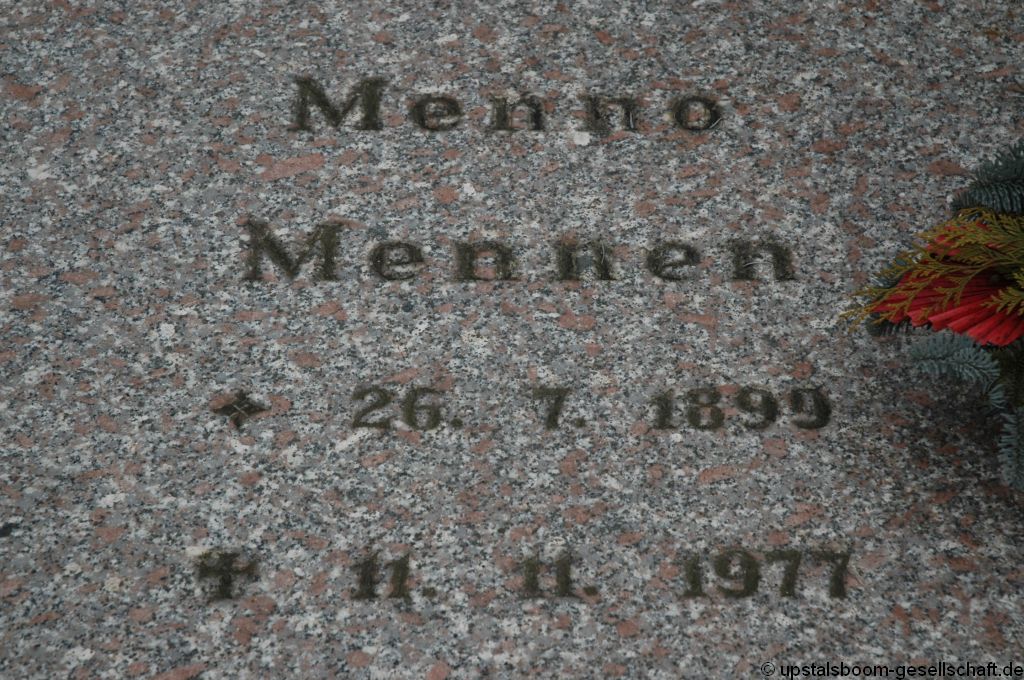 Menno
Mennen
26. 7. 1899
✝ 11. 11. 1977
© upstalsboom-gesellschaft.de